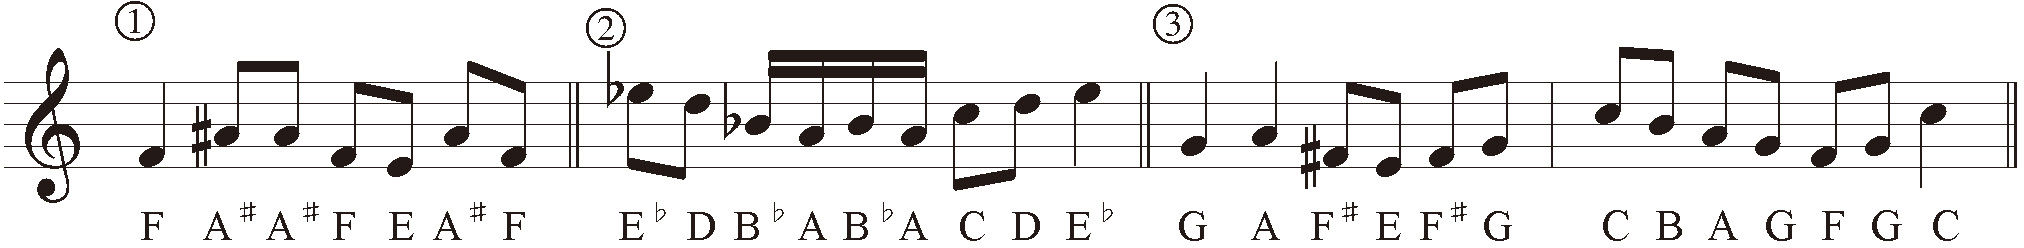 ① ② ③
F A♯ A♯ F E A♯ F E♭ D B♭ A B♭ A C D E♭ G A F♯ E F♯ G C B A G F G C